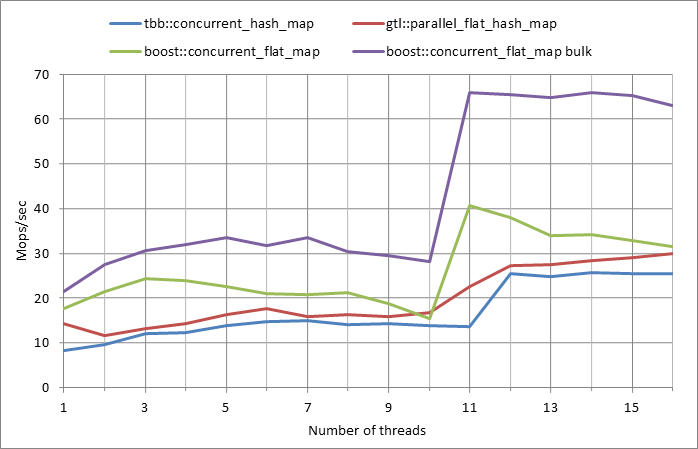 tbb::concurrent_hash_map gtl::parallel_flat_hash_map
boost::concurrent_flat_map boost::concurrent_flat_map bulk
70
60
50
40
30
20
10
0
Mops/sec
1 3 5 7 9 11 13 15
Number of threads